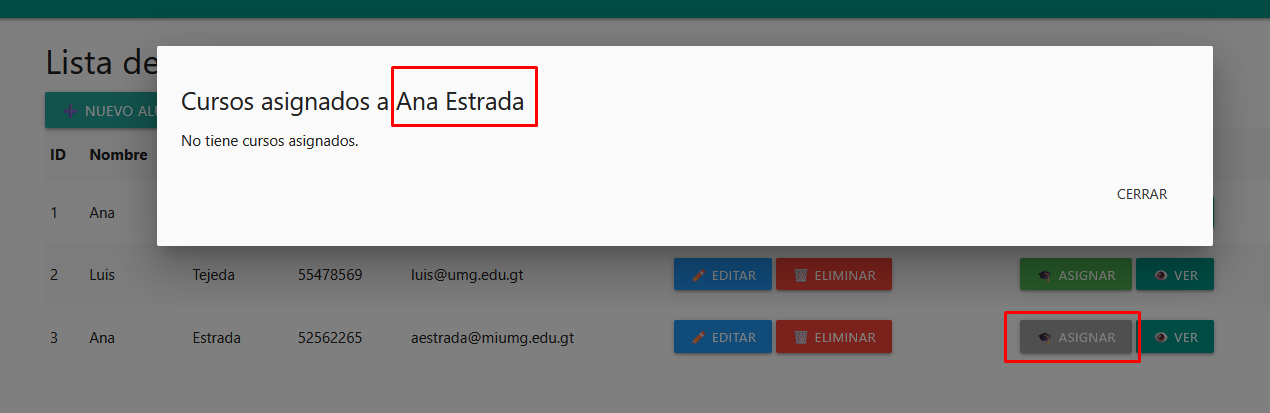 Lista de
Cursos asignados a Ana Estrada
NUEVO ALU
No tiene cursos asignados.
ID Nombre
CERRAR
1 Ana
2 Luis Tejeda 55478569 luis@umg.edu.gt EDITAR ELIMINAR ASIGNAR VER
3 Ana Estrada 52562265 aestrada@miumg.edu.gt EDITAR ELIMINAR ASIGNAR VER